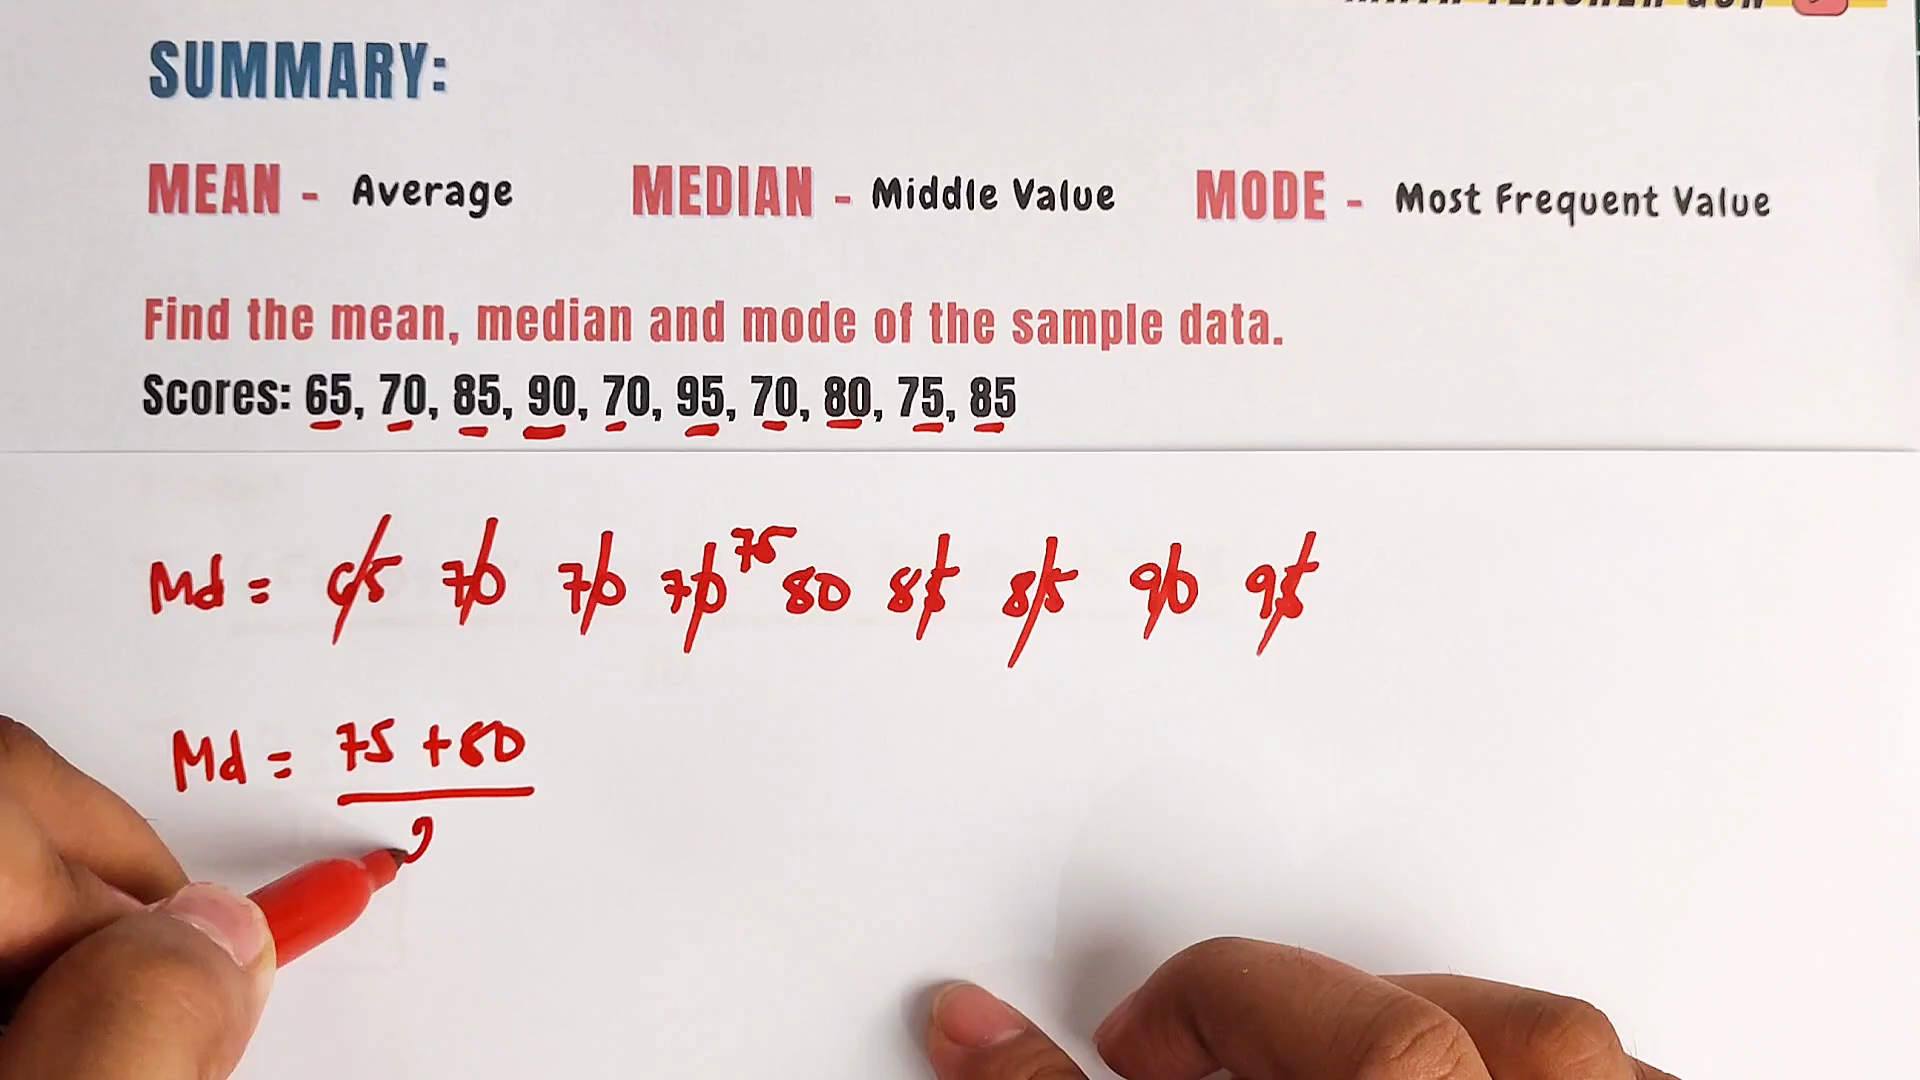 SUMMARY:
MEAN - Average MEDIAN - Middle Value MODE - Most Frequent Value
Find the mean, median and mode of the sample data.
Scores: 65, 70, 85, 90, 70, 95, 70, 80, 75, 85
Md = 65 70 70 70 75 80 85 85 90 95
Md = 75 + 80
2